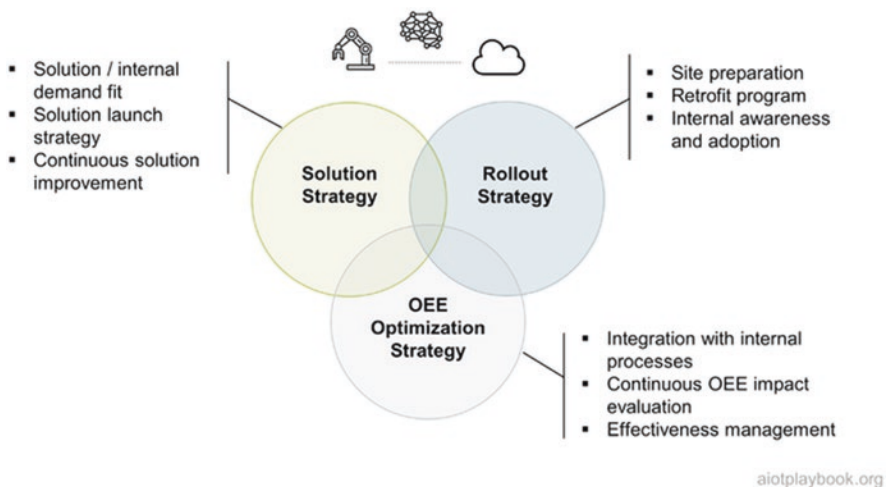 ▪ Solution / internal
demand fit
▪ Solution launch
strategy
▪ Continuous solution
improvement
Solution
Strategy
Rollout
Strategy
▪ Site preparation
▪ Retrofit program
▪ Internal awareness
and adoption
OEE
Optimization
Strategy
▪ Integration with internal
processes
▪ Continuous OEE impact
evaluation
▪ Effectiveness management
aiotplaybook.org